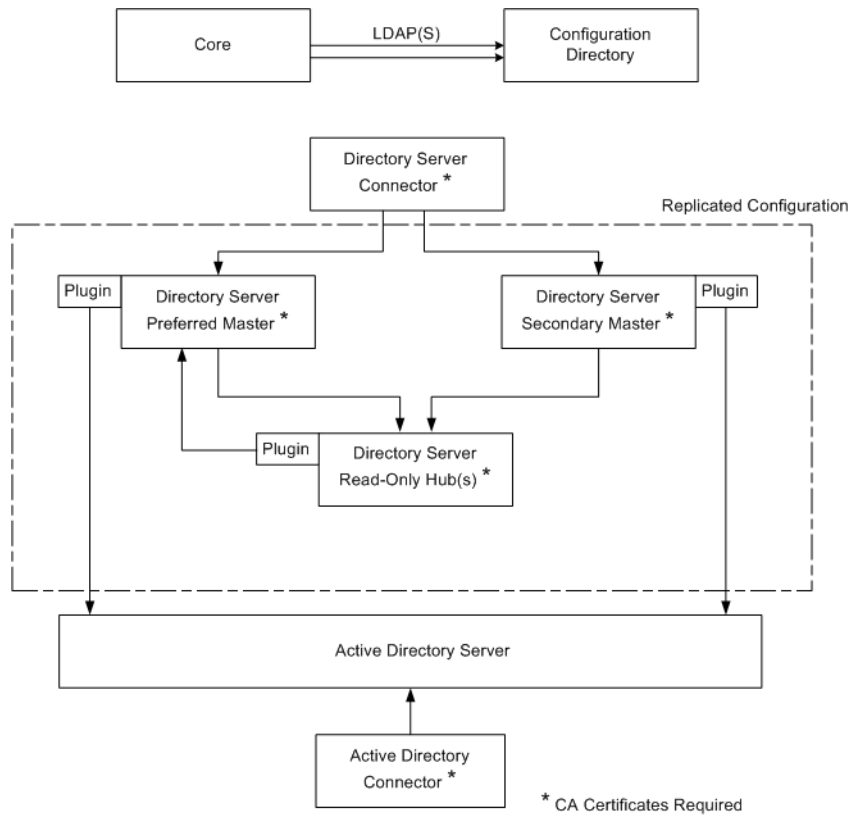 Core
LDAP(S)
Configuration
Directory
Directory Server
Connector *
Replicated Configuration
Plugin
Directory Server
Preferred Master *
Directory Server
Secondary Master *
Plugin
Plugin
Directory Server
Read-Only Hub(s) *
Active Directory Server
Active Directory
Connector *
* CA Certificates Required